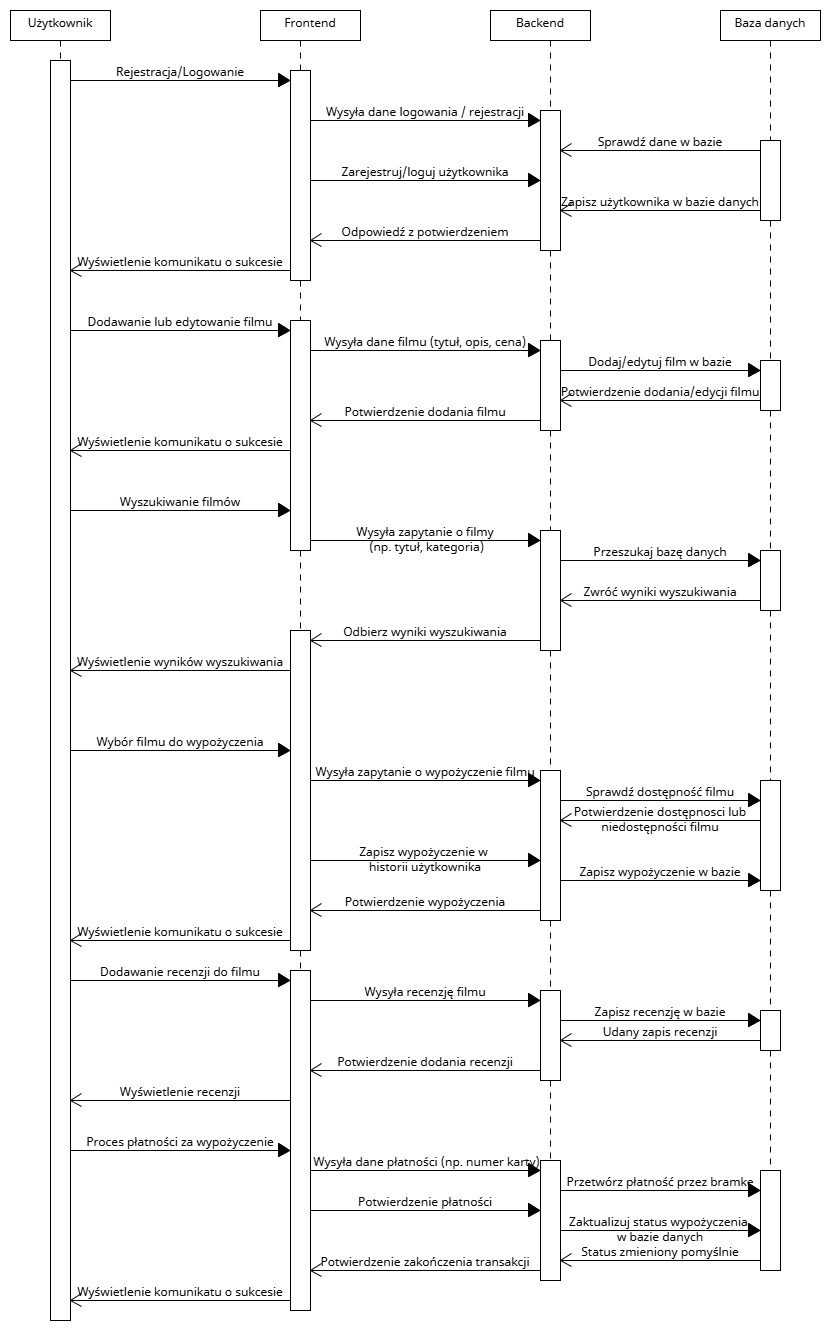 Użytkownik
Frontend
Backend
Baza danych
Rejestracja/Logowanie
Wysyła dane logowania / rejestracji
Sprawdź dane w bazie
Zarejestruj/loguj użytkownika
Zapisz użytkownika w bazie danych
Odpowiedź z potwierdzeniem
Wyświetlenie komunikatu o sukcesie
Dodawanie lub edytowanie filmu
Wysyła dane filmu (tytuł, opis, cena)
Dodaj/edytuj film w bazie
Potwierdzenie dodania/edycji filmu
Potwierdzenie dodania filmu
Wyświetlenie komunikatu o sukcesie
Wyszukiwanie filmów
Wysyła zapytanie o filmy
(np. tytuł, kategoria)
Przeszukaj bazę danych
Zwróć wyniki wyszukiwania
Odbierz wyniki wyszukiwania
Wyświetlenie wyników wyszukiwania
Wybór filmu do wypożyczenia
Wysyła zapytanie o wypożyczenie filmu
Sprawdź dostępność filmu
Potwierdzenie dostępnosci lub
niedostępności filmu
Zapisz wypożyczenie w
historii użytkownika
Zapisz wypożyczenie w bazie
Potwierdzenie wypożyczenia
Wyświetlenie komunikatu o sukcesie
Dodawanie recenzji do filmu
Wysyła recenzję filmu
Zapisz recenzję w bazie
Udany zapis recenzji
Potwierdzenie dodania recenzji
Wyświetlenie recenzji
Proces płatności za wypożyczenie
Wysyła dane płatności (np. numer karty)
Przetwórz płatność przez bramkę
Potwierdzenie płatności
Zaktualizuj status wypożyczenia
w bazie danych
Status zmieniony pomyślnie
Potwierdzenie zakończenia transakcji
Wyświetlenie komunikatu o sukcesie